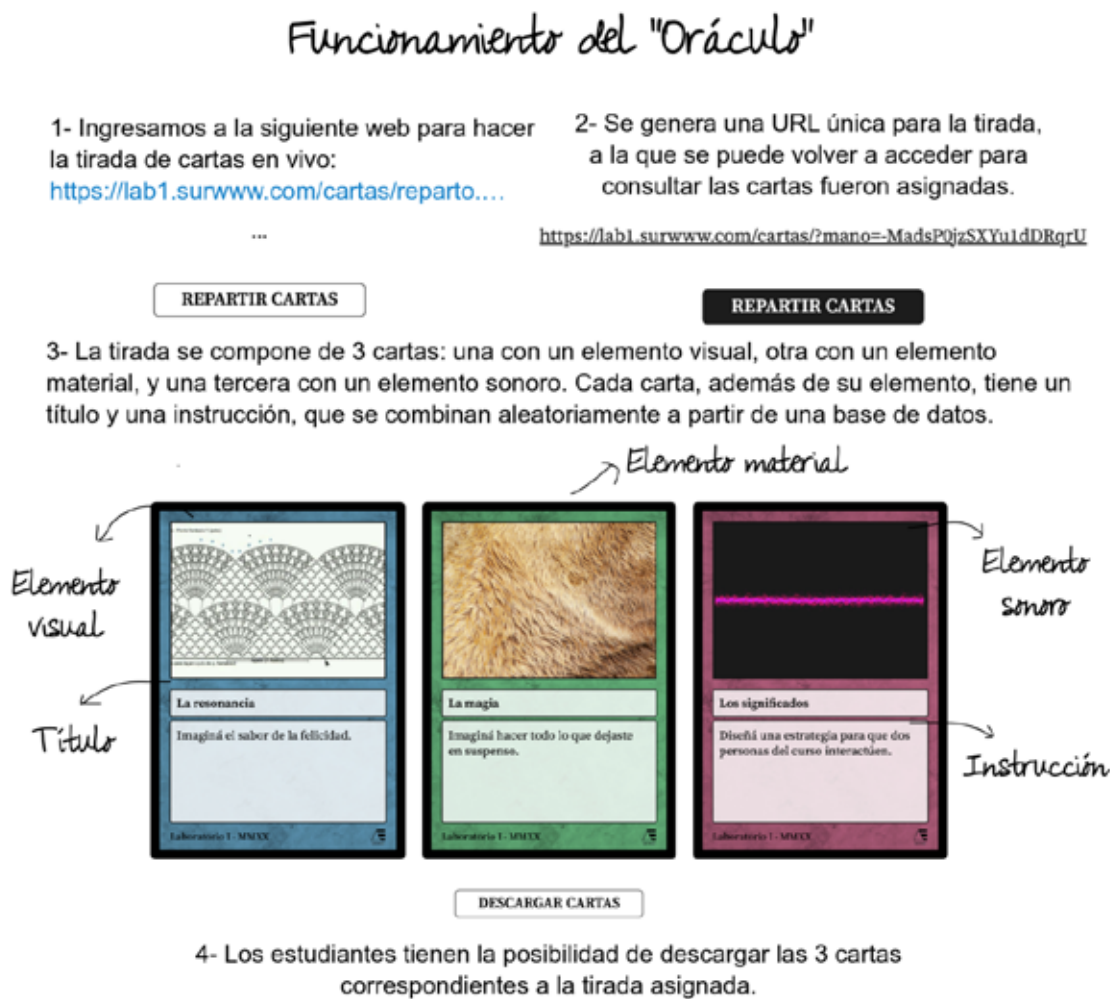 Funcionamiento del "Oráculo"
1- Ingresamos a la siguiente web para hacer
la tirada de cartas en vivo:
https://lab1.surwww.com/cartas/reparto....
...
REPARTIR CARTAS
2- Se genera una URL única para la tirada,
a la que se puede volver a acceder para
consultar las cartas fueron asignadas.
https://lab1.surwww.com/cartas/?mano=-MadsP0jzSXYu1dDRqrU
REPARTIR CARTAS
3- La tirada se compone de 3 cartas: una con un elemento visual, otra con un elemento
material, y una tercera con un elemento sonoro. Cada carta, además de su elemento, tiene un
título y una instrucción, que se combinan aleatoriamente a partir de una base de datos.
Elemento material
Elemento
visual
Título
La resonancia
Imaginá el sabor de la felicidad.
Laboratorio I - MMXX
La magia
Imaginá hacer todo lo que dejaste
en suspenso.
Laboratorio I - MMXX
Los significados
Diseñá una estrategia para que dos
personas del curso interactúen.
Laboratorio I - MMXX
Elemento
sonoro
Instrucción
DESCARGAR CARTAS
4- Los estudiantes tienen la posibilidad de descargar las 3 cartas
correspondientes a la tirada asignada.